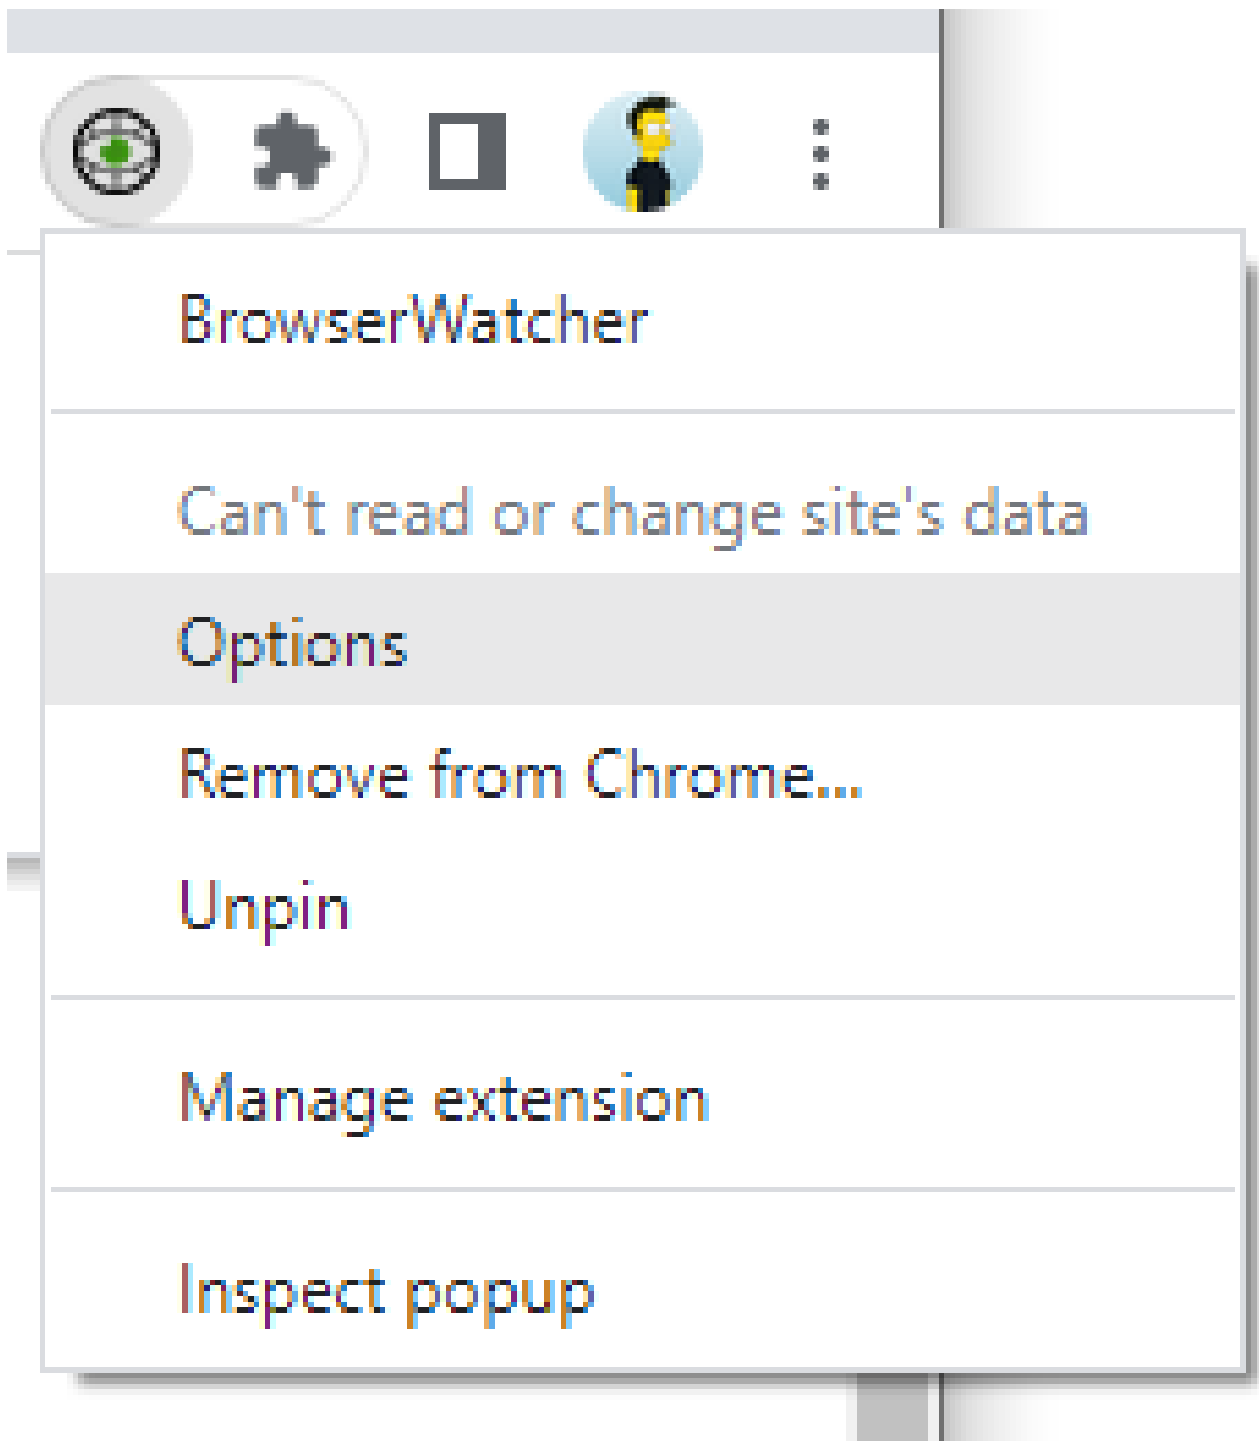 BrowserWatcher
Can't read or change site's data
Options
Remove from Chrome...
Unpin
Manage extension
Inspect popup